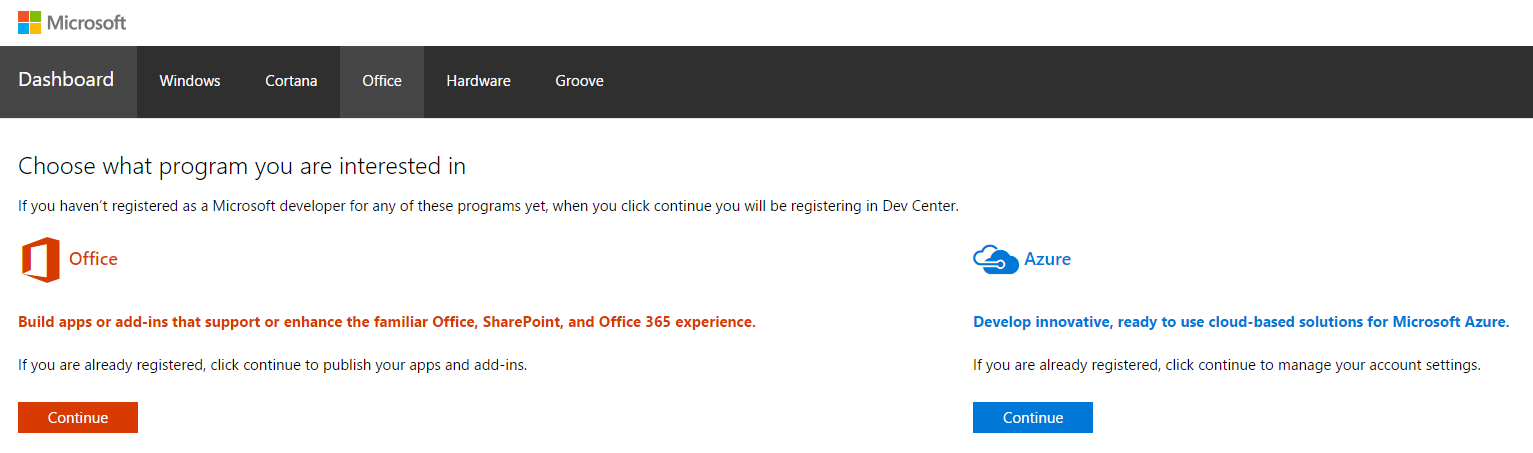 Microsoft
Dashboard Windows Cortana Office Hardware Groove
Choose what program you are interested in
If you haven't registered as a Microsoft developer for any of these programs yet, when you click continue you will be registering in Dev Center.
Office
Build apps or add-ins that support or enhance the familiar Office, SharePoint, and Office 365 experience.
If you are already registered, click continue to publish your apps and add-ins.
Continue
Azure
Develop innovative, ready to use cloud-based solutions for Microsoft Azure.
If you are already registered, click continue to manage your account settings.
Continue